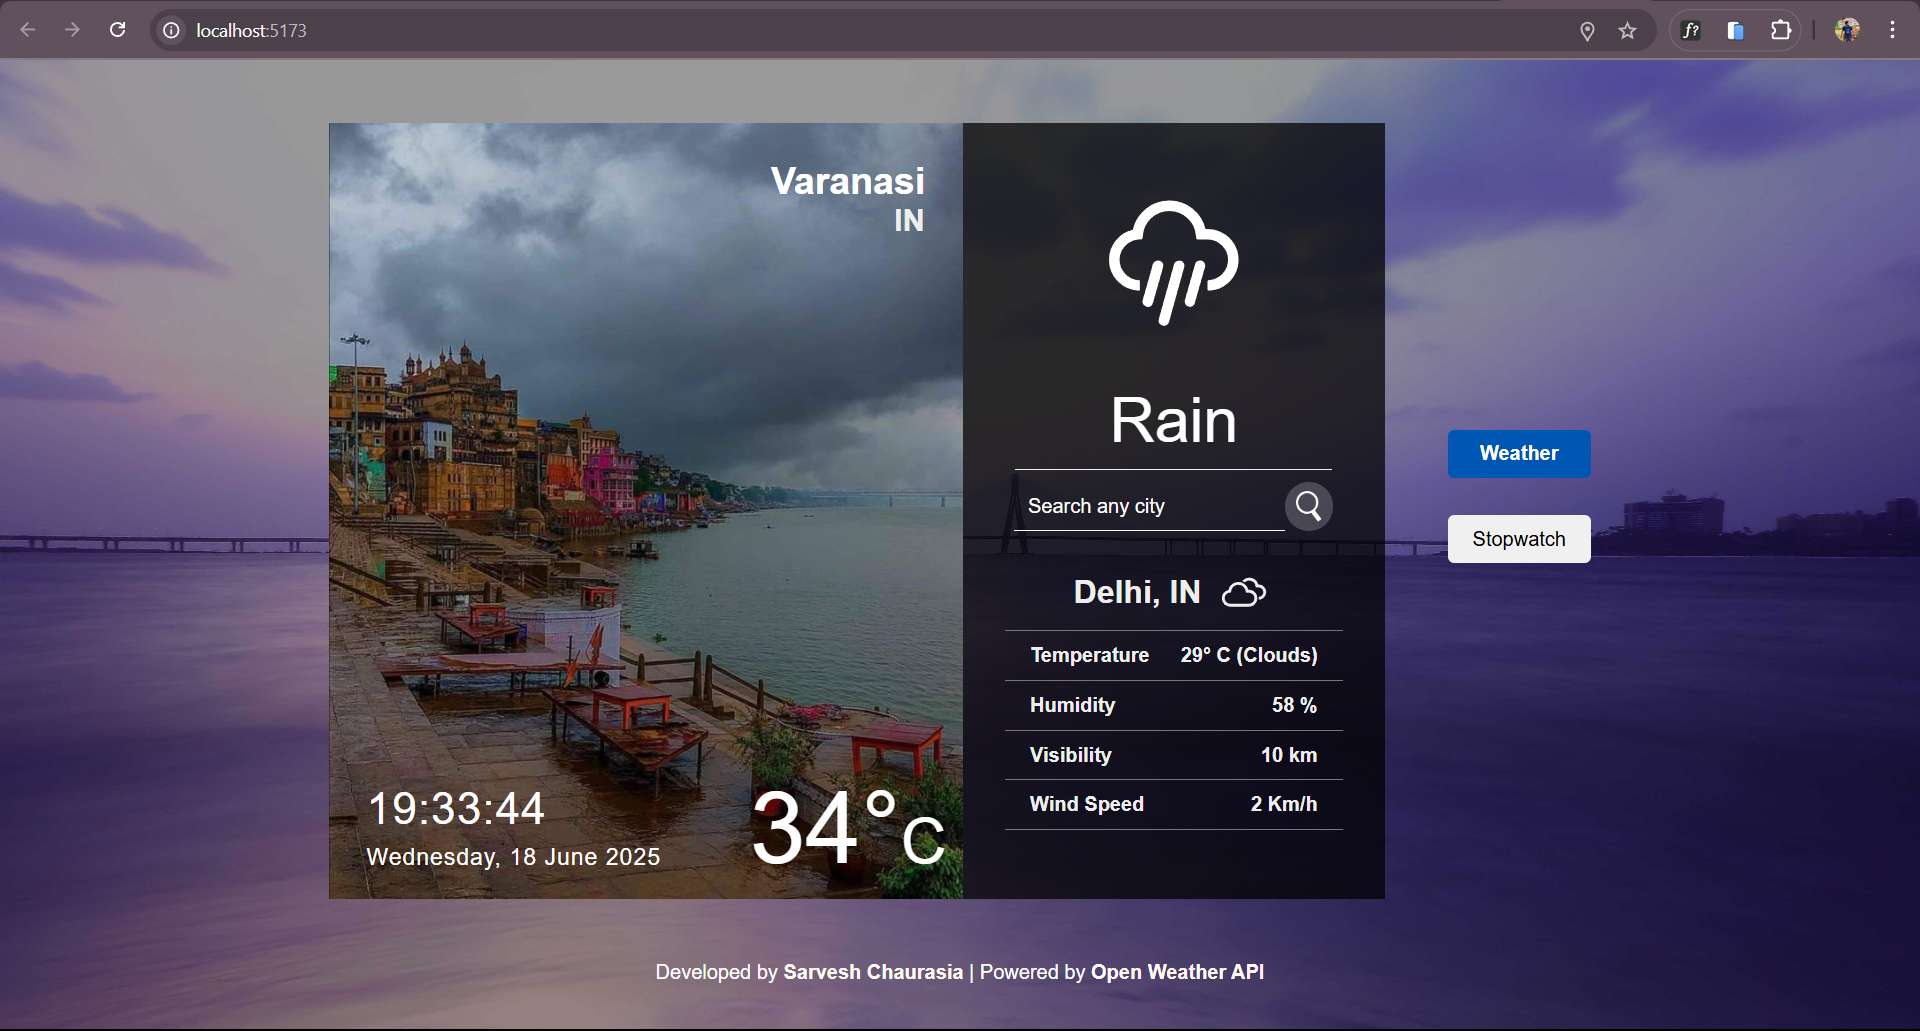 localhost:5173
f?
Varanasi
IN
19:33:44
Wednesday, 18 June 2025
34°C
Rain
Search any city
Delhi, IN
Temperature 29° C (Clouds)
Humidity 58 %
Visibility 10 km
Wind Speed 2 Km/h
Weather
Stopwatch
Developed by Sarvesh Chaurasia | Powered by Open Weather API